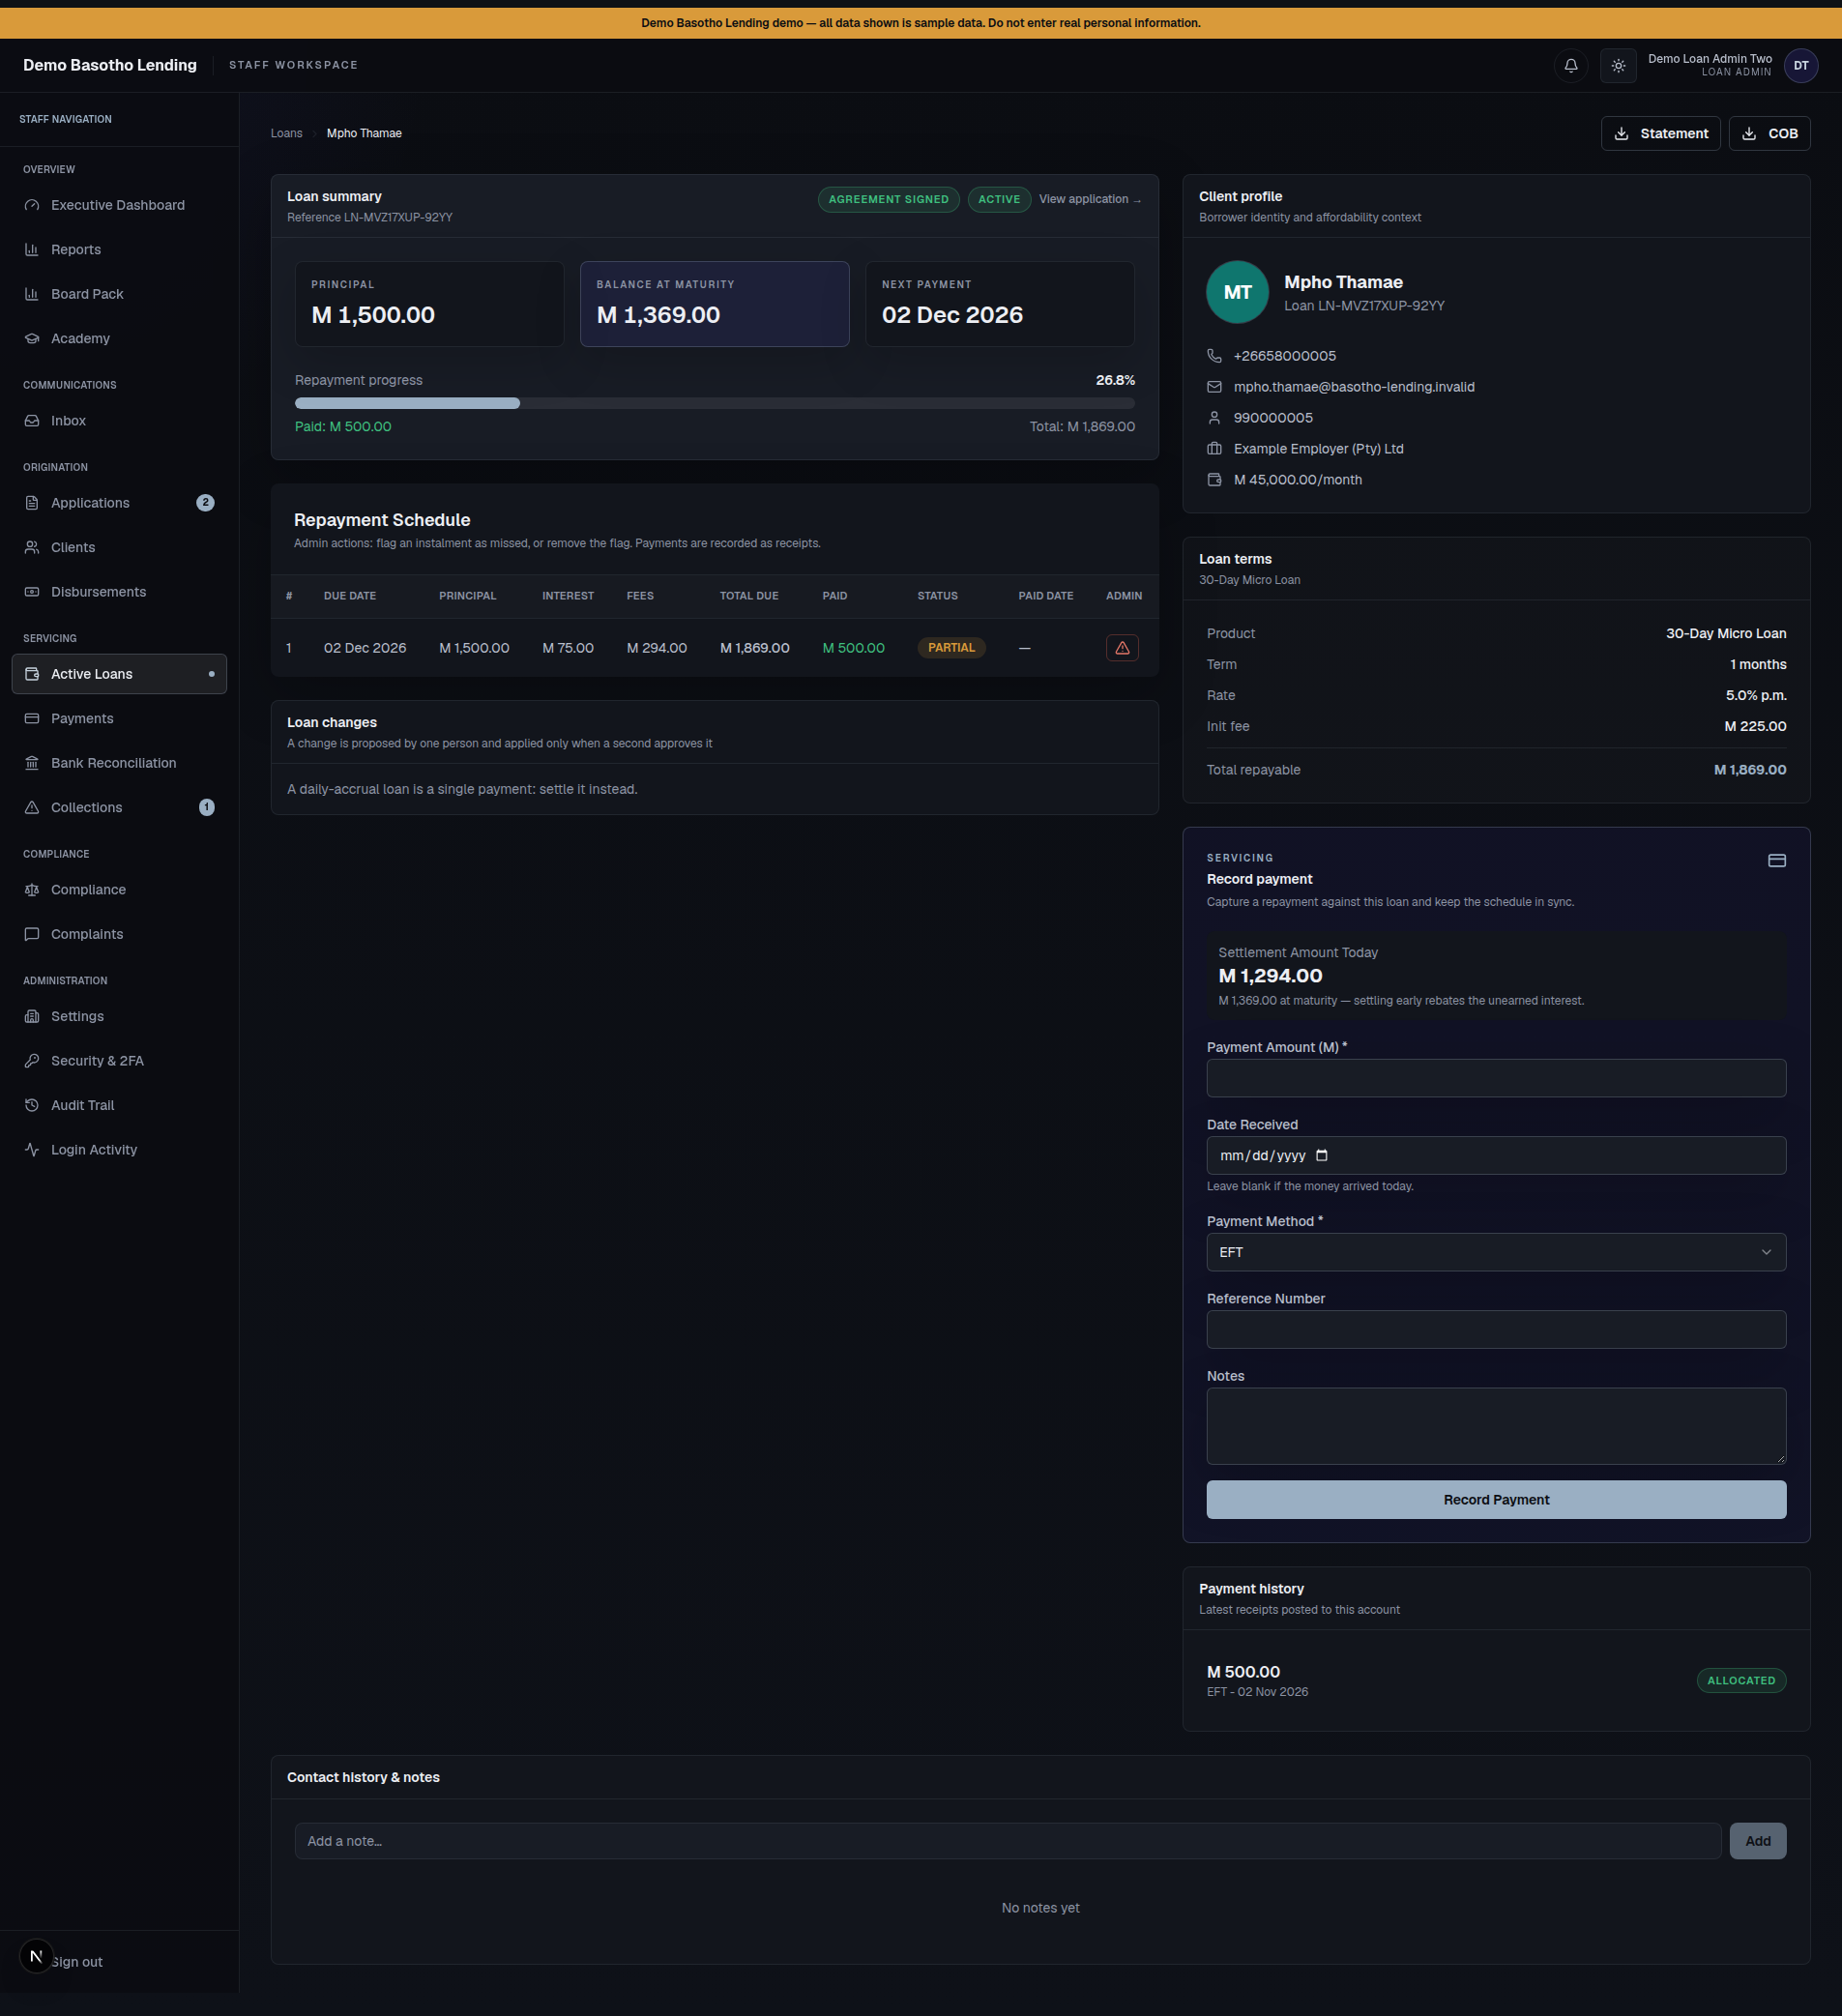 Demo Basotho Lending demo — all data shown is sample data. Do not enter real personal information.
Demo Basotho Lending
STAFF WORKSPACE
Demo Loan Admin Two
LOAN ADMIN
DT
STAFF NAVIGATION
OVERVIEW
Executive Dashboard
Reports
Board Pack
Academy
COMMUNICATIONS
Inbox
ORIGINATION
Applications 2
Clients
Disbursements
SERVICING
Active Loans
Payments
Bank Reconciliation
Collections 1
COMPLIANCE
Compliance
Complaints
ADMINISTRATION
Settings
Security & 2FA
Audit Trail
Login Activity
N
Sign out
Loans > Mpho Thamae
Statement
COB
Loan summary
Reference LN-MVZ17XUP-92YY
AGREEMENT SIGNED
ACTIVE
View application →
PRINCIPAL
M 1,500.00
BALANCE AT MATURITY
M 1,369.00
NEXT PAYMENT
02 Dec 2026
Repayment progress 26.8%
Paid: M 500.00 Total: M 1,869.00
Repayment Schedule
Admin actions: flag an instalment as missed, or remove the flag. Payments are recorded as receipts.
# DUE DATE PRINCIPAL INTEREST FEES TOTAL DUE PAID STATUS PAID DATE ADMIN
1 02 Dec 2026 M 1,500.00 M 75.00 M 294.00 M 1,869.00 M 500.00 PARTIAL —
Loan changes
A change is proposed by one person and applied only when a second approves it
A daily-accrual loan is a single payment: settle it instead.
Client profile
Borrower identity and affordability context
MT
Mpho Thamae
Loan LN-MVZ17XUP-92YY
+26658000005
mpho.thamae@basotho-lending.invalid
990000005
Example Employer (Pty) Ltd
M 45,000.00/month
Loan terms
30-Day Micro Loan
Product 30-Day Micro Loan
Term 1 months
Rate 5.0% p.m.
Init fee M 225.00
Total repayable M 1,869.00
SERVICING
Record payment
Capture a repayment against this loan and keep the schedule in sync.
Settlement Amount Today
M 1,294.00
M 1,369.00 at maturity — settling early rebates the unearned interest.
Payment Amount (M) *
Date Received
mm/dd/yyyy
Leave blank if the money arrived today.
Payment Method *
EFT
Reference Number
Notes
Record Payment
Payment history
Latest receipts posted to this account
M 500.00
EFT - 02 Nov 2026
ALLOCATED
Contact history & notes
Add a note...
Add
No notes yet